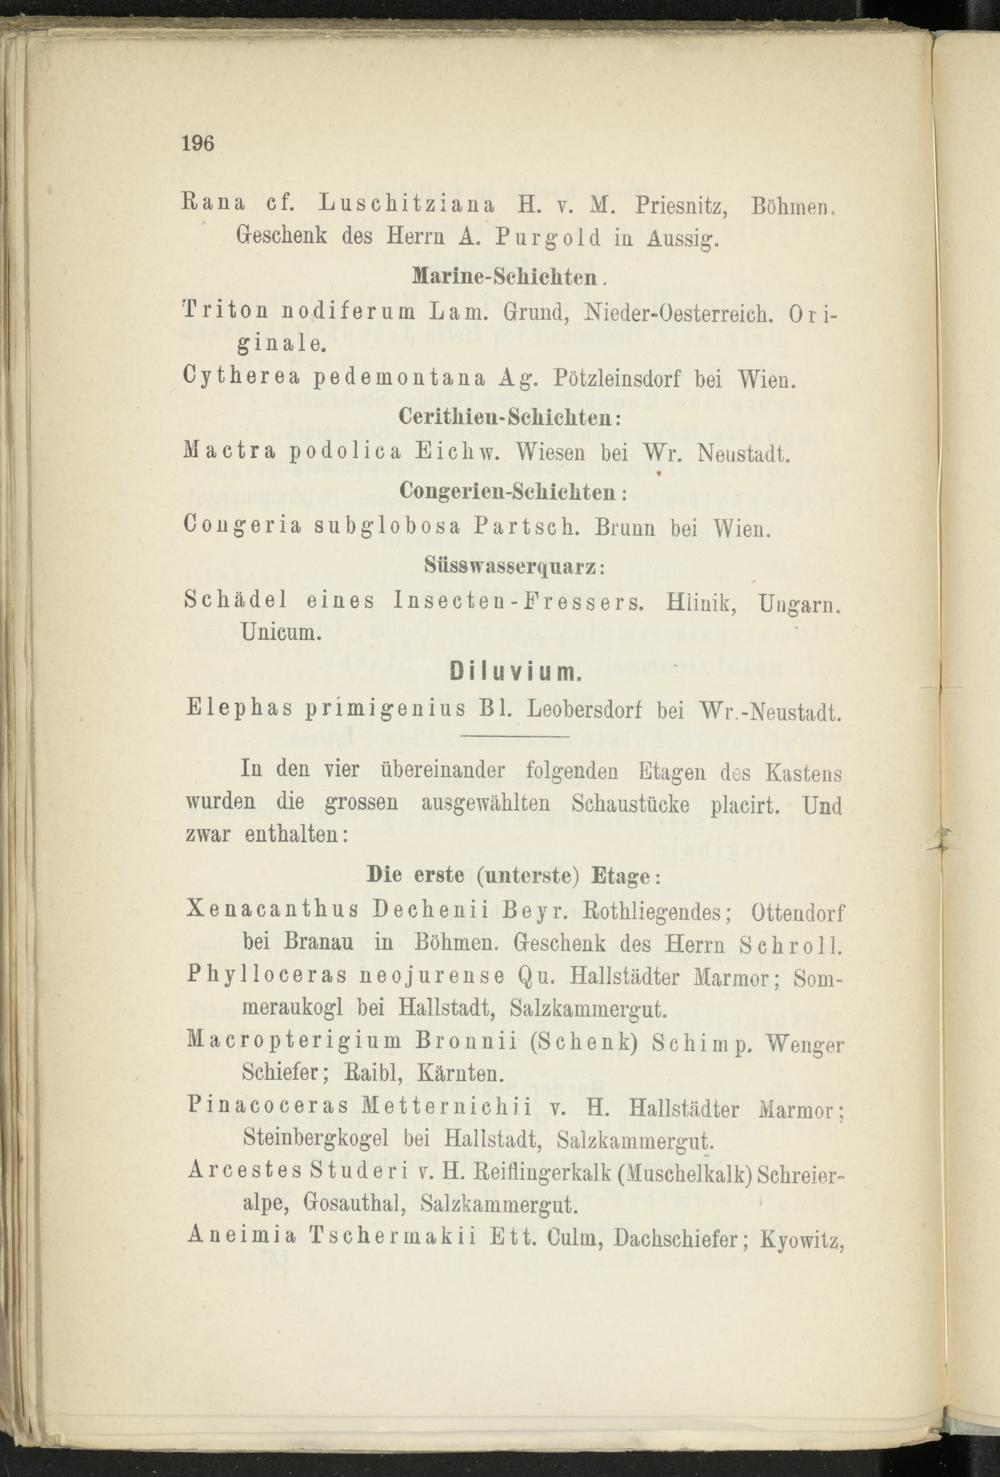 196
Rana cf. Luschitziana H. v. M. Priesnitz, Böhmen.
Geschenk des Herrn A. Purgold in Aussig.
Marine-Schichten.
Triton nodiferum Lam. Grund, Nieder-Oesterreich. Ori-
ginale.
Cytherea pedemontana Ag. Pötzleinsdorf bei Wien.
Cerithien-Schichten:
Mactra podolica Eichw. Wiesen bei Wr. Neustadt.
Congerien-Schichten:
Congeria subglobosa Partsch. Brunn bei Wien.
Süsswasserquarz:
Schädel eines Insecten-Fressers. Hlinik, Ungarn.
Unicum.
Diluvium.
Elephas primigenius Bl. Leobersdorf bei Wr.-Neustadt.
In den vier übereinander folgenden Etagen des Kastens
wurden die grossen ausgewählten Schaustücke placirt. Und
zwar enthalten:
Die erste (unterste) Etage:
Xenacanthus Dechenii Beyr. Rothliegendes; Ottendorf
bei Branau in Böhmen. Geschenk des Herrn Schroll.
Phylloceras neojurense Qu. Hallstädter Marmor; Som-
meraukogl bei Hallstadt, Salzkammergut.
Macropterigium Bronnii (Schenk) Schimp. Wenger
Schiefer; Raibl, Kärnten.
Pinacoceras Metternichii v. H. Hallstädter Marmor;
Steinbergkogel bei Hallstadt, Salzkammergut.
Arcestes Studeri v. H. Reiflingerkalk (Muschelkalk) Schreier-
alpe, Gosauthal, Salzkammergut.
Aneimia Tschermakii Ett. Culm, Dachschiefer; Kyowitz,